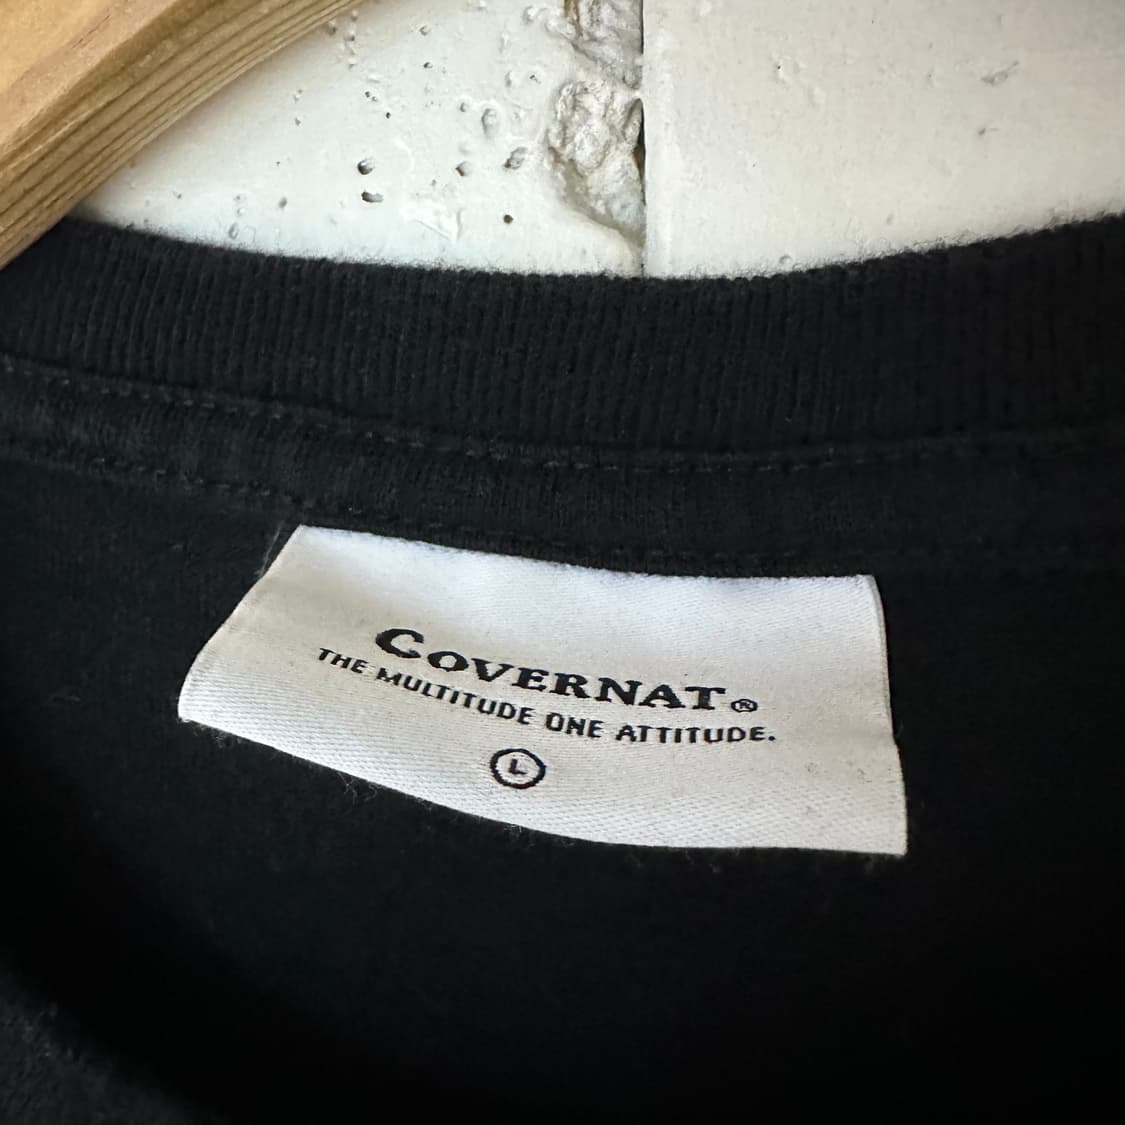 COVERNAT®
THE MULTITUDE ONE ATTITUDE.
L